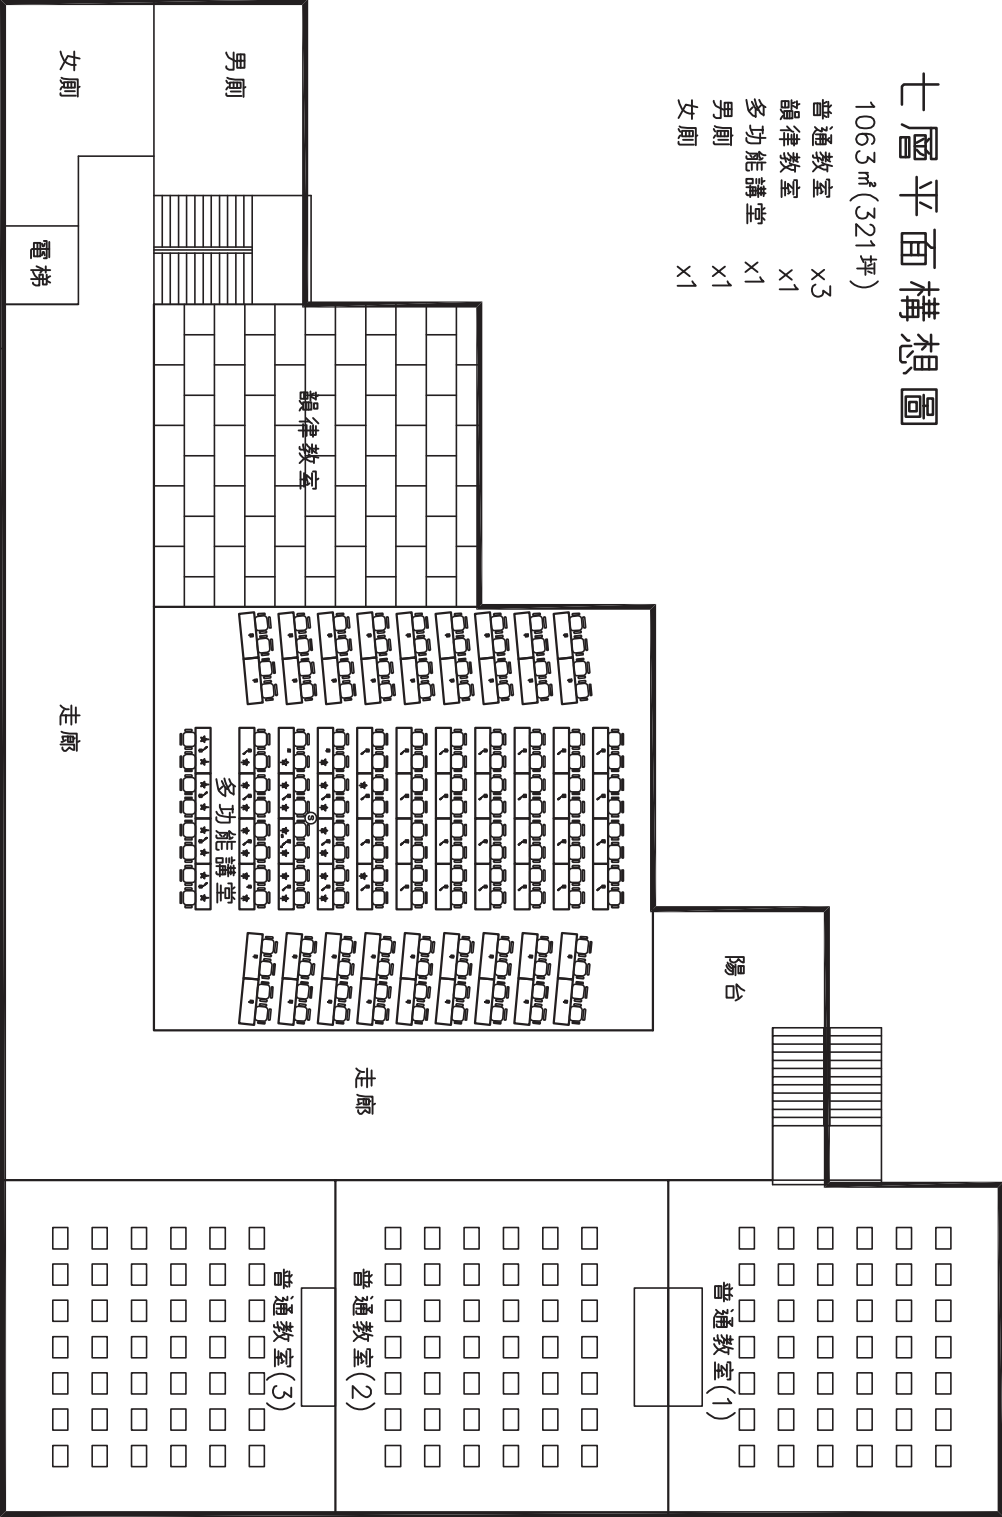 七層平面構想圖
1063㎡(321坪)
普通教室 x3
韻律教室 x1
多功能講堂 x1
男廁 x1
女廁 x1
男廁
女廁
電梯
韻律教室
走廊
多功能講堂
S
陽台
走廊
普通教室(1)
普通教室(2)
普通教室(3)